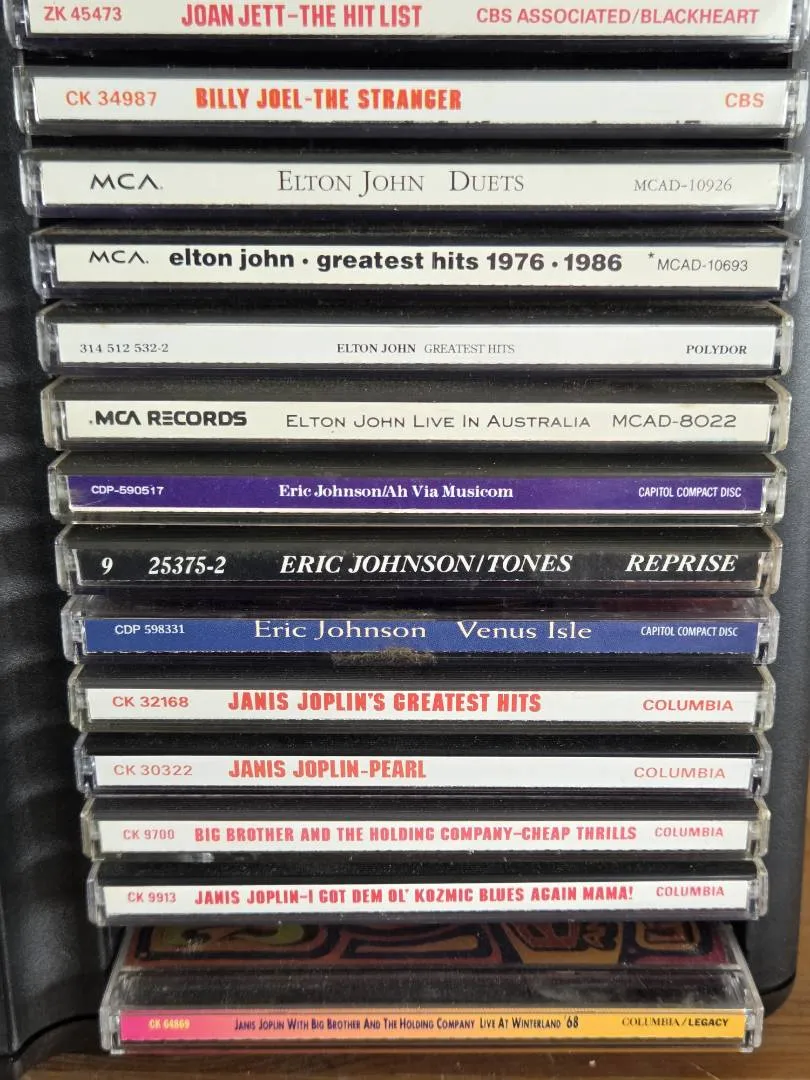 ZK 45473 JOAN JETT-THE HIT LIST CBS ASSOCIATED/BLACKHEART
CK 34987 BILLY JOEL-THE STRANGER CBS
MCA. ELTON JOHN DUETS MCAD-10926
MCA. elton john • greatest hits 1976 • 1986 *MCAD-10693
314 512 532-2 ELTON JOHN GREATEST HITS POLYDOR
.MCA RECORDS ELTON JOHN LIVE IN AUSTRALIA MCAD-8022
CDP-590517 Eric Johnson/Ah Via Musicom CAPITOL COMPACT DISC
9 25375-2 ERIC JOHNSON/TONES REPRISE
CDP 598331 Eric Johnson Venus Isle CAPITOL COMPACT DISC
CK 32168 JANIS JOPLIN'S GREATEST HITS COLUMBIA
CK 30322 JANIS JOPLIN-PEARL COLUMBIA
CK 9700 BIG BROTHER AND THE HOLDING COMPANY-CHEAP THRILLS COLUMBIA
CK 9913 JANIS JOPLIN-I GOT DEM OL' KOZMIC BLUES AGAIN MAMA! COLUMBIA
CK 64869 JANIS JOPLIN WITH BIG BROTHER AND THE HOLDING COMPANY LIVE AT WINTERLAND '68 COLUMBIA/LEGACY